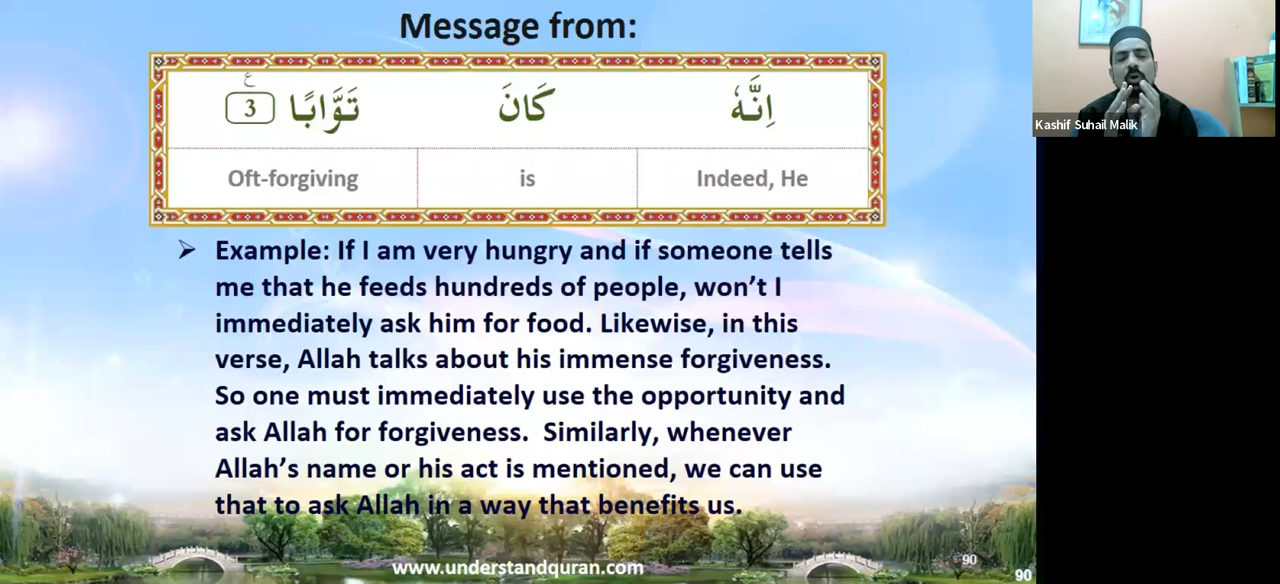 Message from:
اِنَّهٗ كَانَ تَوَّابًا 3 ع
Indeed, He is Oft-forgiving
➢ Example: If I am very hungry and if someone tells
me that he feeds hundreds of people, won’t I
immediately ask him for food. Likewise, in this
verse, Allah talks about his immense forgiveness.
So one must immediately use the opportunity and
ask Allah for forgiveness.  Similarly, whenever
Allah’s name or his act is mentioned, we can use
that to ask Allah in a way that benefits us.
www.understandquran.com
90
90
Kashif Suhail Malik